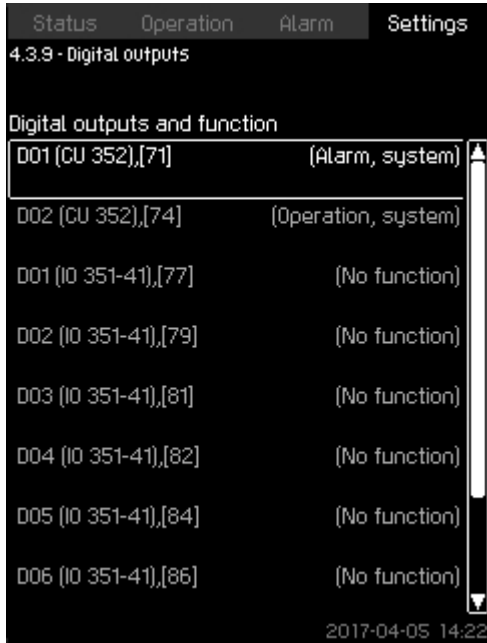 Status Operation Alarm Settings
4.3.9 - Digital outputs
Digital outputs and function
DO1 (CU 352),[71] (Alarm, system)
DO2 (CU 352),[74] (Operation, system)
DO1 (IO 351-41),[77] (No function)
DO2 (IO 351-41),[79] (No function)
DO3 (IO 351-41),[81] (No function)
DO4 (IO 351-41),[82] (No function)
DO5 (IO 351-41),[84] (No function)
DO6 (IO 351-41),[86] (No function)
2017-04-05 14:22